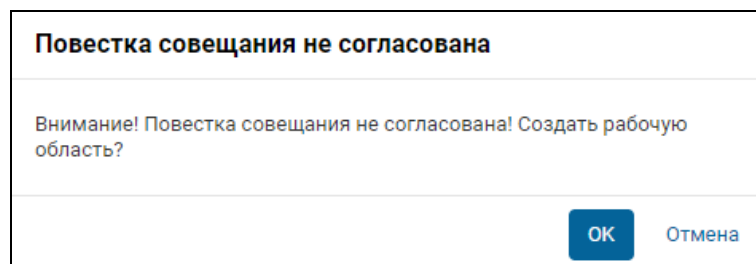 Повестка совещания не согласована
Внимание! Повестка совещания не согласована! Создать рабочую
область?
ОК Отмена